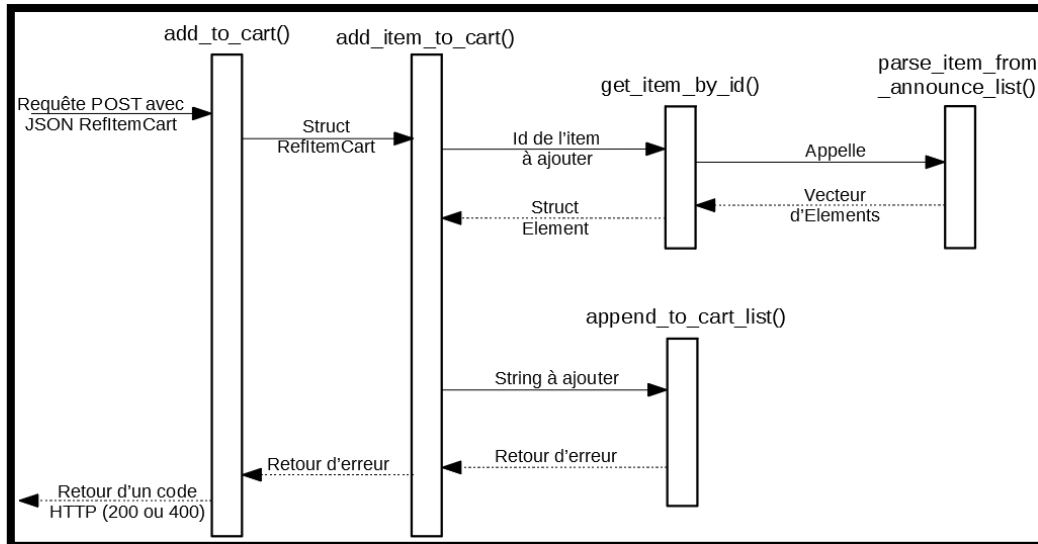 add_to_cart()
add_item_to_cart()
get_item_by_id()
parse_item_from
_announce_list()
Requête POST avec
JSON RefItemCart
Struct
RefItemCart
Id de l'item
à ajouter
Appelle
Vecteur
d'Elements
Struct
Element
append_to_cart_list()
String à ajouter
Retour d'erreur
Retour d'erreur
Retour d'un code
HTTP (200 ou 400)